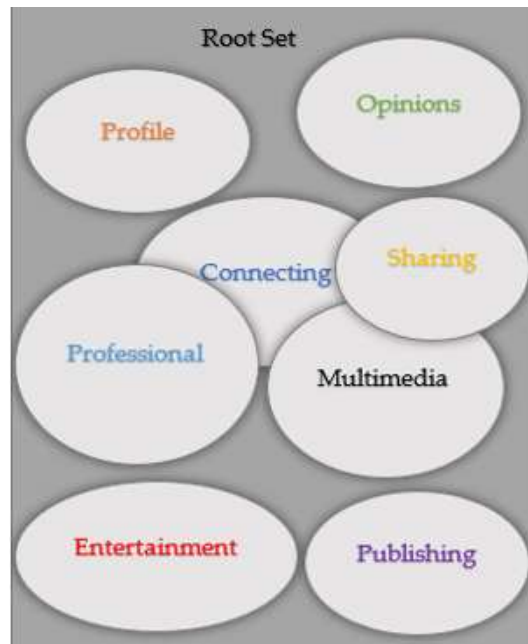 Root Set
Opinions
Profile
Sharing
Connecting
Professional
Multimedia
Entertainment
Publishing